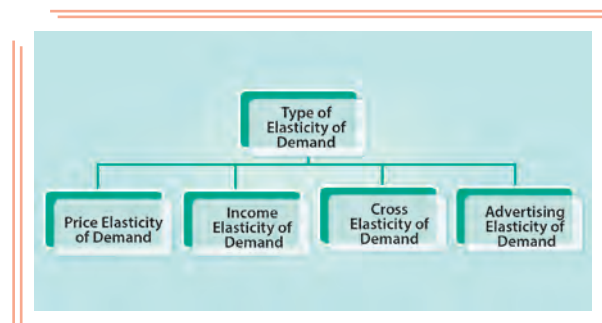 Type of
Elasticity of
Demand
Price Elasticity
of Demand
Income
Elasticity of
Demand
Cross
Elasticity of
Demand
Advertising
Elasticity of
Demand